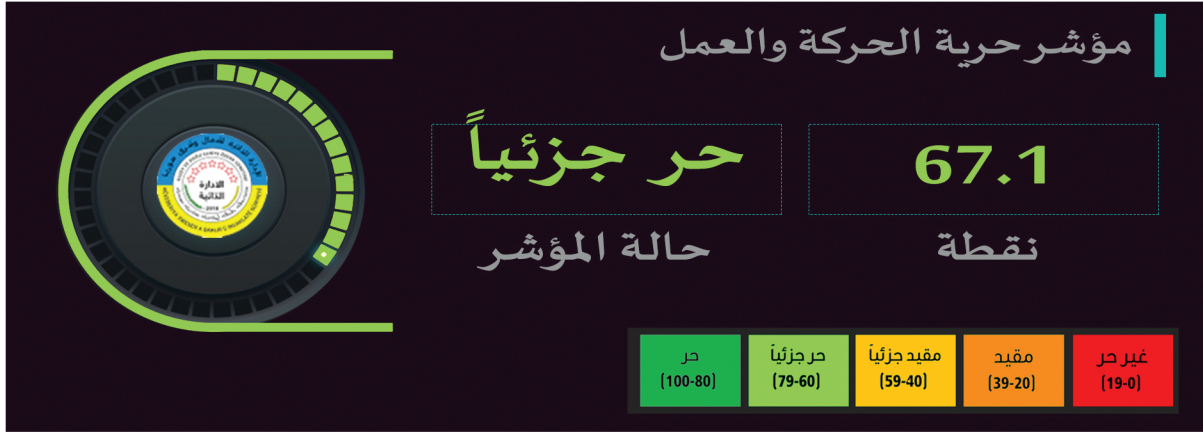 مؤشر حرية الحركة والعمل
67.1
نقطة
حر جزئياً
حالة المؤشر
الادارة
الذاتية
2018
غير حر
(19-0)
مقيد
(39-20)
مقيد جزئياً
(59-40)
حر جزئياً
(79-60)
حر
(100-80)